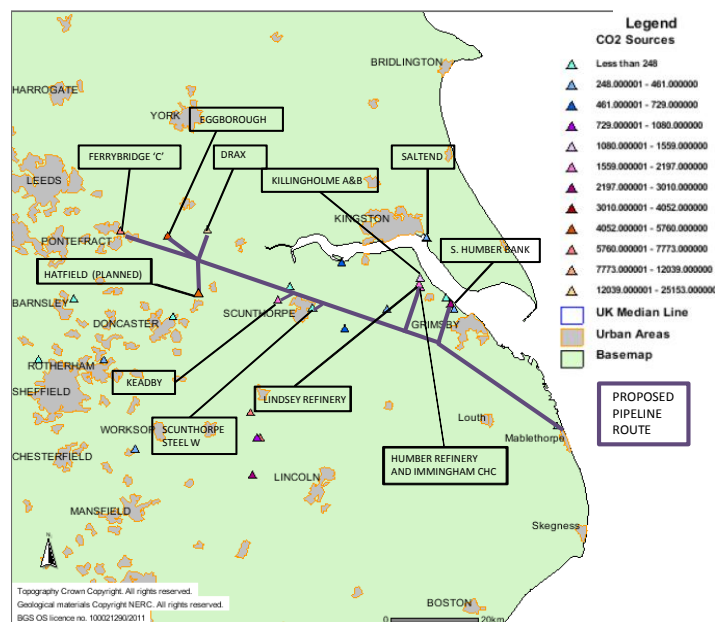 Legend
CO2 Sources
Less than 248
248.000001 - 461.000000
461.000001 - 729.000000
729.000001 - 1080.000000
1080.000001 - 1559.000000
1559.000001 - 2197.000000
2197.000001 - 3010.000000
3010.000001 - 4052.000000
4052.000001 - 5760.000000
5760.000001 - 7773.000000
7773.000001 - 12039.000000
12039.000001 - 25153.0000
UK Median Line
Urban Areas
Basemap
PROPOSED
PIPELINE
ROUTE
BRIDLINGTON
HARROGATE
YORK
EGGBOROUGH
FERRYBRIDGE ‘C’
DRAX
SALTEND
KILLINGHOLME A&B
LEEDS
KINGSTON
PONTEFRACT
S. HUMBER BANK
HATFIELD (PLANNED)
BARNSLEY
SCUNTHORPE
DONCASTER
GRIMSBY
ROTHERHAM
KEADBY
SHEFFIELD
LINDSEY REFINERY
SCUNTHORPE
STEEL W
WORKSOP
Louth
Mablethorpe
CHESTERFIELD
HUMBER REFINERY
AND IMMINGHAM CHC
LINCOLN
MANSFIELD
Skegness
N
BOSTON
Topography Crown Copyright. All rights reserved.
Geological materials Copyright NERC. All rights reserved.
BGS OS licence no. 100021290/2011
0
20km